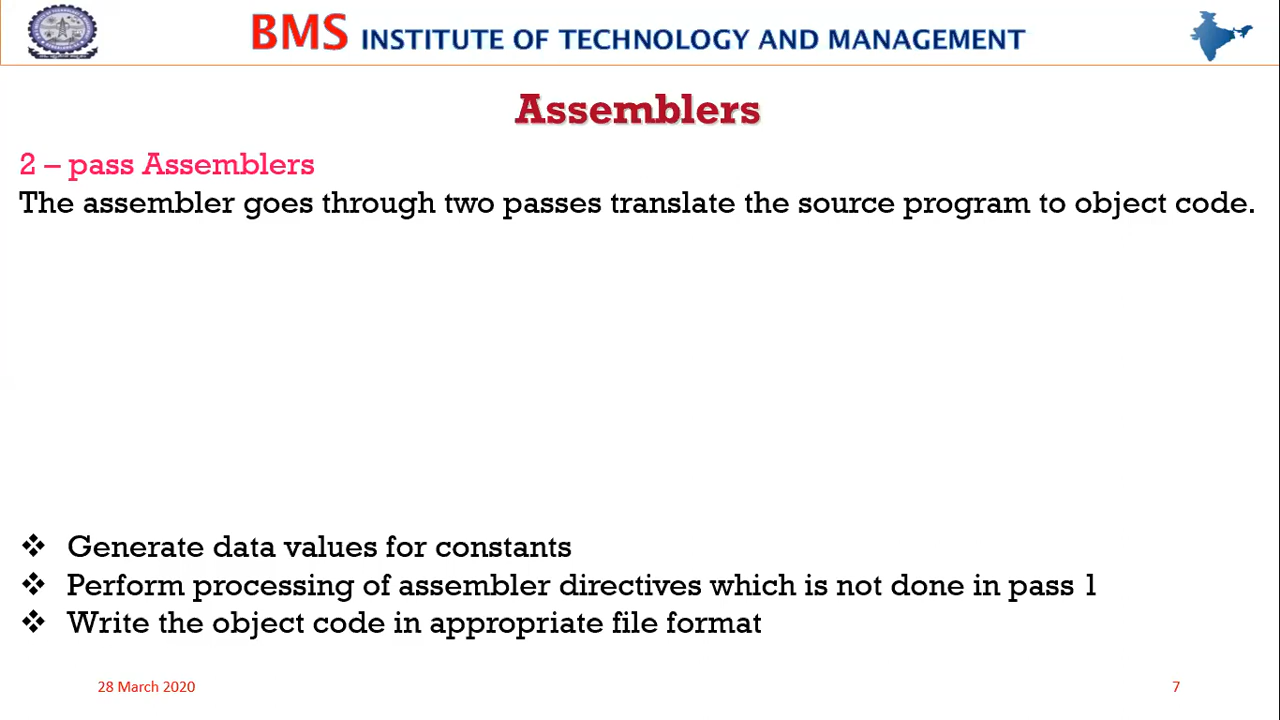 BMS INSTITUTE OF TECHNOLOGY AND MANAGEMENT
Assemblers
2 – pass Assemblers
The assembler goes through two passes translate the source program to object code.
❖ Generate data values for constants
❖ Perform processing of assembler directives which is not done in pass 1
❖ Write the object code in appropriate file format
28 March 2020
7